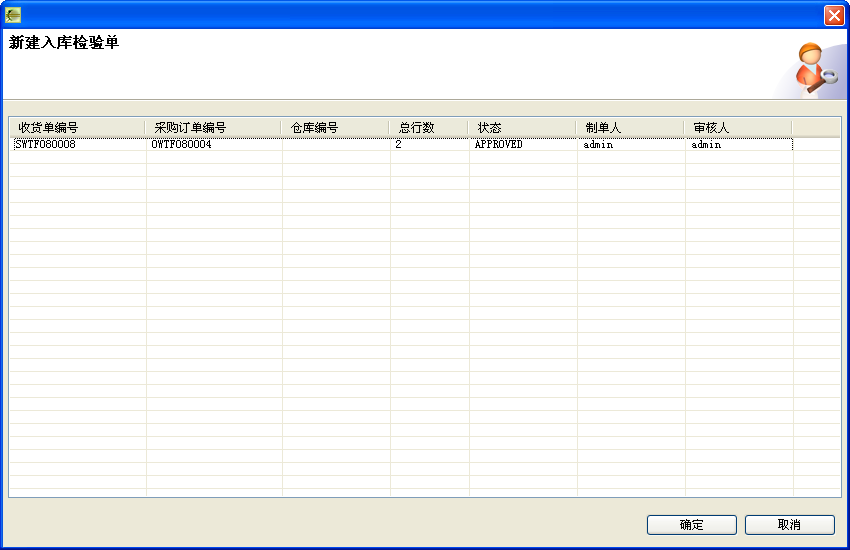 新建入库检验单
收货单编号 采购订单编号 仓库编号 总行数 状态 制单人 审核人
SWTF080008 OWTF080004 2 APPROVED admin admin
确定 取消